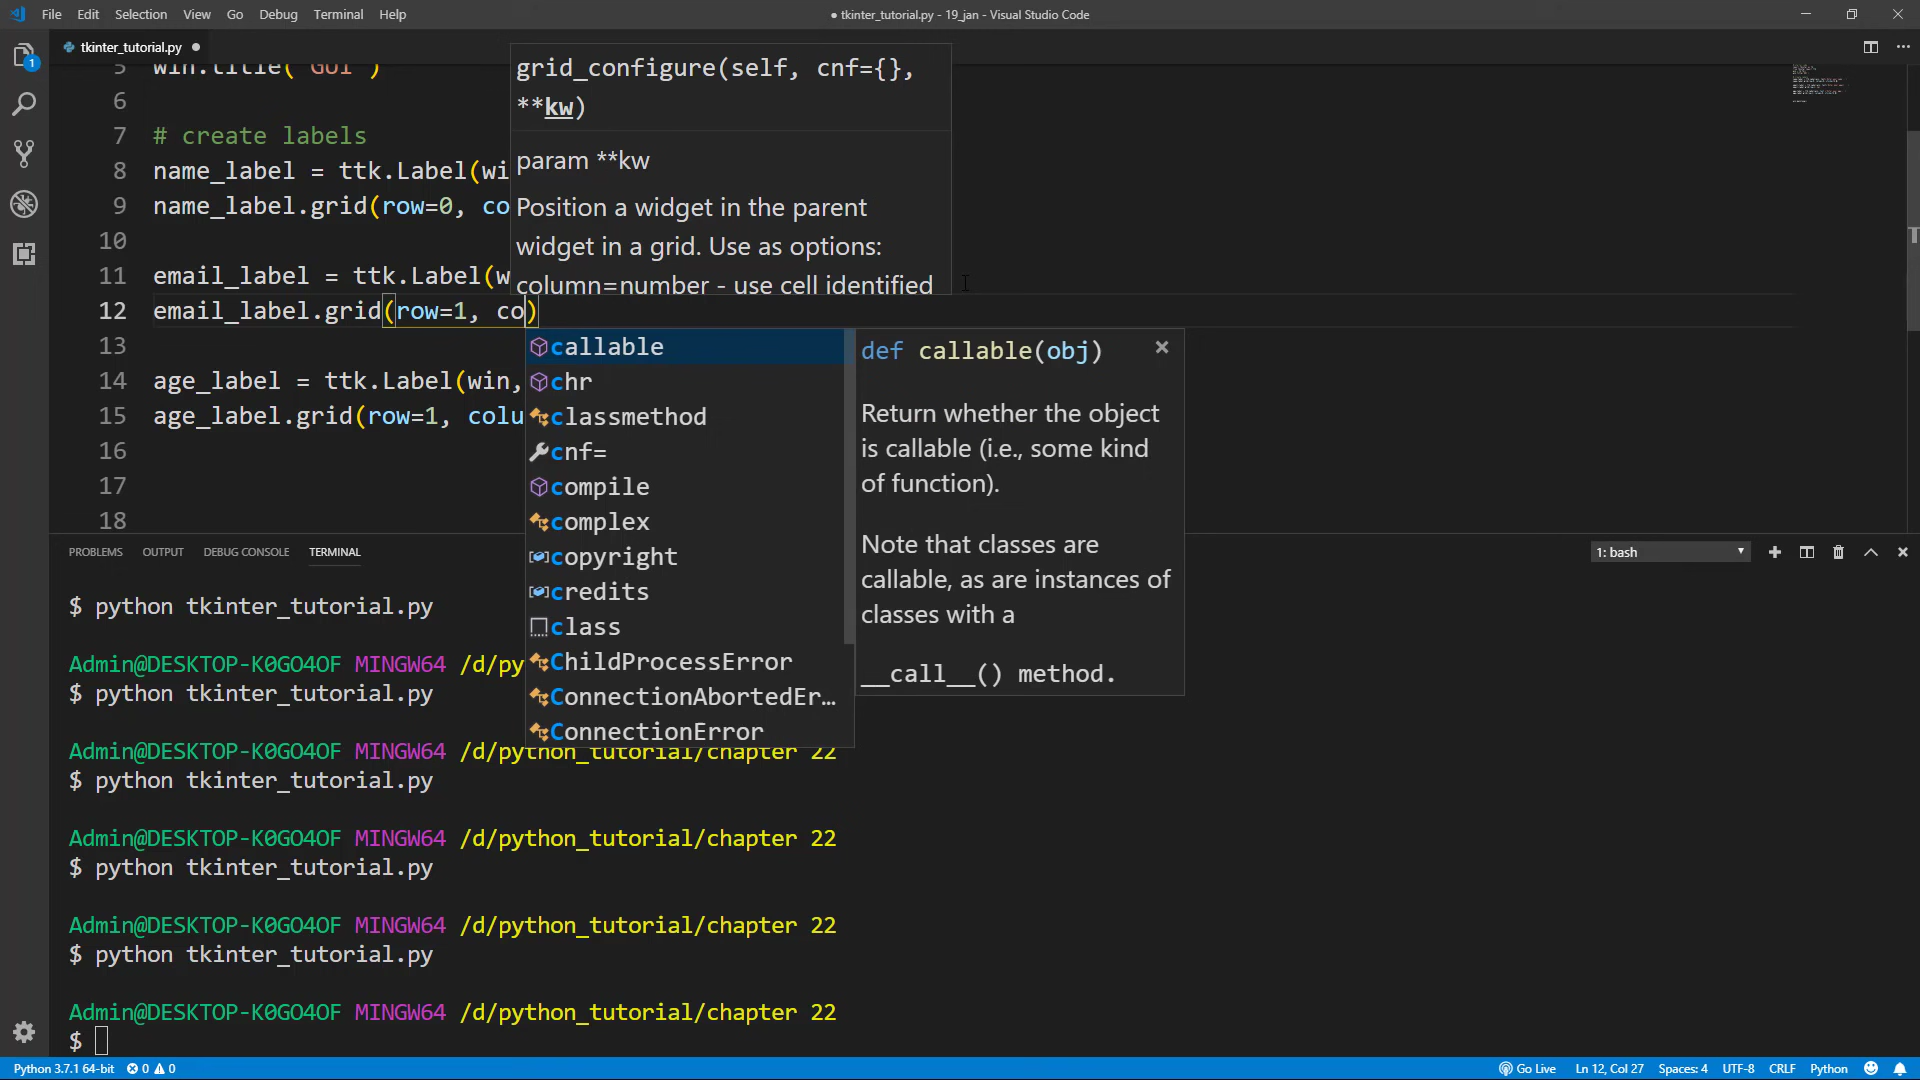 File Edit Selection View Go Debug Terminal Help
● tkinter_tutorial.py - 19_jan - Visual Studio Code
tkinter_tutorial.py ●
1
5 win.title('GUI')
6
7 # create labels
8 name_label = ttk.Label(wi
9 name_label.grid(row=0, co
10
11 email_label = ttk.Label(w
12 email_label.grid(row=1, co)
13
14 age_label = ttk.Label(win,
15 age_label.grid(row=1, colu
16
17
18
grid_configure(self, cnf={},
**kw)
param **kw
Position a widget in the parent
widget in a grid. Use as options:
column=number - use cell identified
callable
chr
classmethod
cnf=
compile
complex
copyright
credits
class
ChildProcessError
ConnectionAbortedEr…
ConnectionError
def callable(obj)
Return whether the object
is callable (i.e., some kind
of function).
Note that classes are
callable, as are instances of
classes with a
__call__() method.
PROBLEMS OUTPUT DEBUG CONSOLE TERMINAL
1: bash
$ python tkinter_tutorial.py
Admin@DESKTOP-K0GO4OF MINGW64 /d/py
$ python tkinter_tutorial.py
Admin@DESKTOP-K0GO4OF MINGW64 /d/python_tutorial/chapter 22
$ python tkinter_tutorial.py
Admin@DESKTOP-K0GO4OF MINGW64 /d/python_tutorial/chapter 22
$ python tkinter_tutorial.py
Admin@DESKTOP-K0GO4OF MINGW64 /d/python_tutorial/chapter 22
$ python tkinter_tutorial.py
Admin@DESKTOP-K0GO4OF MINGW64 /d/python_tutorial/chapter 22
$
Python 3.7.1 64-bit 0 0
Go Live Ln 12, Col 27 Spaces: 4 UTF-8 CRLF Python